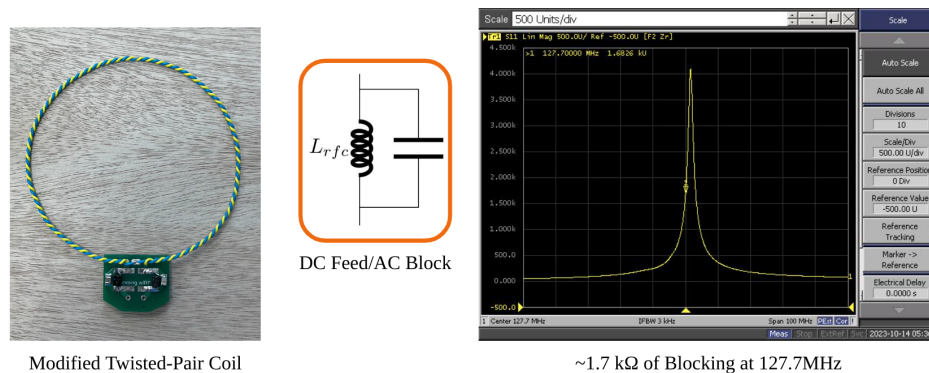 Scale 500 Units/div
Tr1 S11 Lin Mag 500.0U/ Ref -500.0U [F2 Zr]
>1 127.70000 MHz 1.6826 kU
4.500k
4.000k
3.500k
3.000k
2.500k
2.000k
1.500k
1.000k
500.0
0.000
-500.0
1
1 Center 127.7 MHz IFBW 3 kHz Span 100 MHz Cor
Meas Stop ExtRef Svc 2023-10-14 05:3
Scale
Auto Scale
Auto Scale All
Divisions
10
Scale/Div
500.00 U/div
Reference Position
0 Div
Reference Value
-500.00 U
Reference
Tracking
Marker ->
Reference
Electrical Delay
0.0000 s
L_rfc
DC Feed/AC Block
Modified Twisted-Pair Coil
~1.7 kΩ of Blocking at 127.7MHz